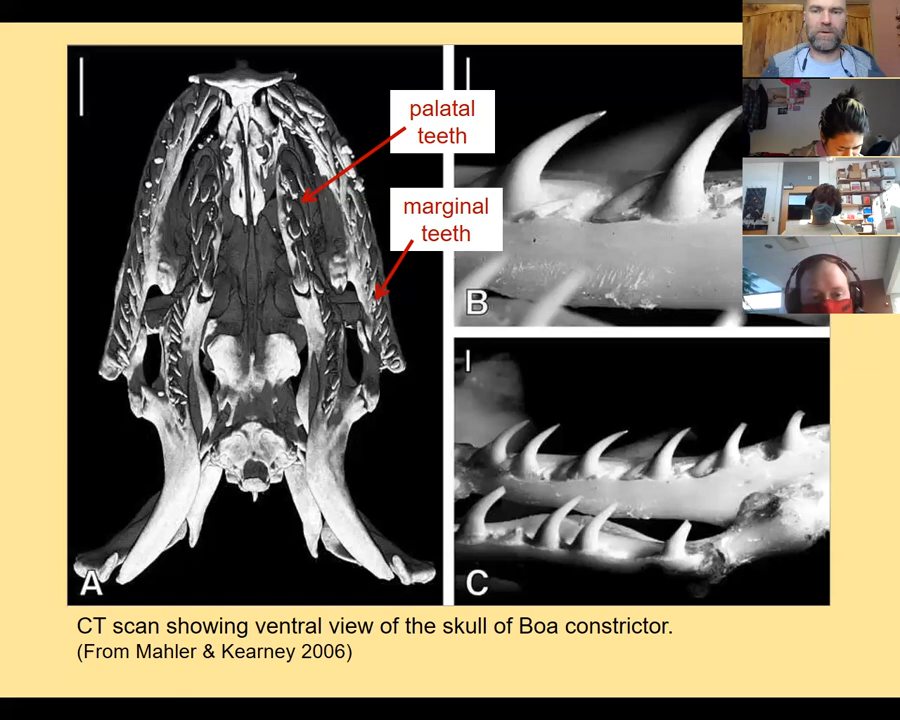 palatal
teeth
marginal
teeth
A
B
C
CT scan showing ventral view of the skull of Boa constrictor.
(From Mahler & Kearney 2006)